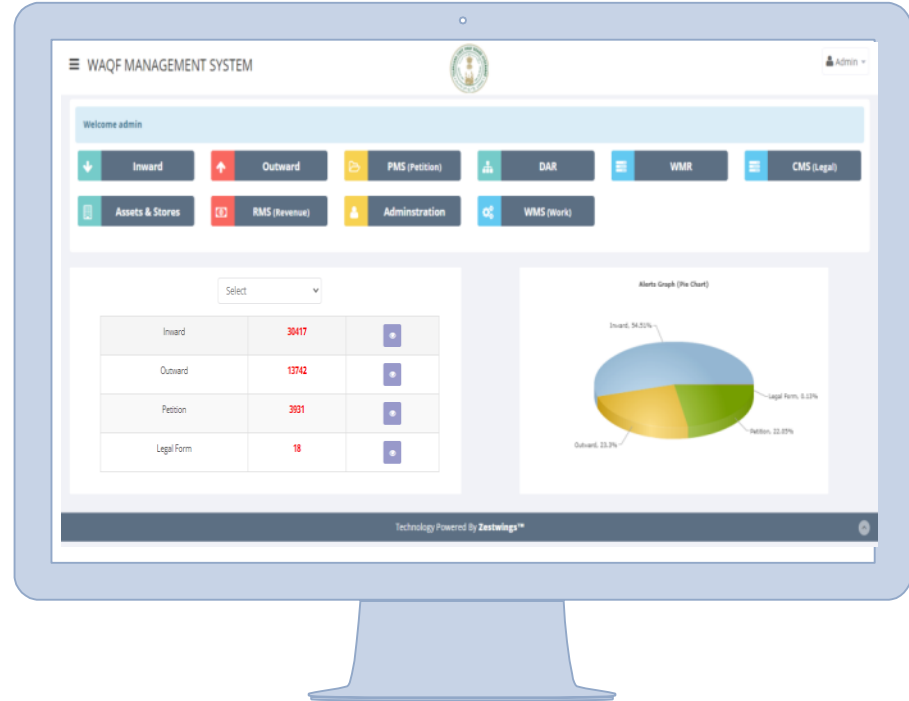 WAQF MANAGEMENT SYSTEM
Admin
Welcome admin
Inward
Outward
PMS (Petition)
DAR
WMR
CMS (Legal)
Assets & Stores
RMS (Revenue)
Adminstration
WMS (Work)
Select
Inward 30417
Outward 13742
Petition 3931
Legal Form 18
Alerts Graph (Pie Chart)
Inward, 54.51%
Legal Form, 0.13%
Petition, 22.05%
Outward, 23.3%
Technology Powered By Zestwings™